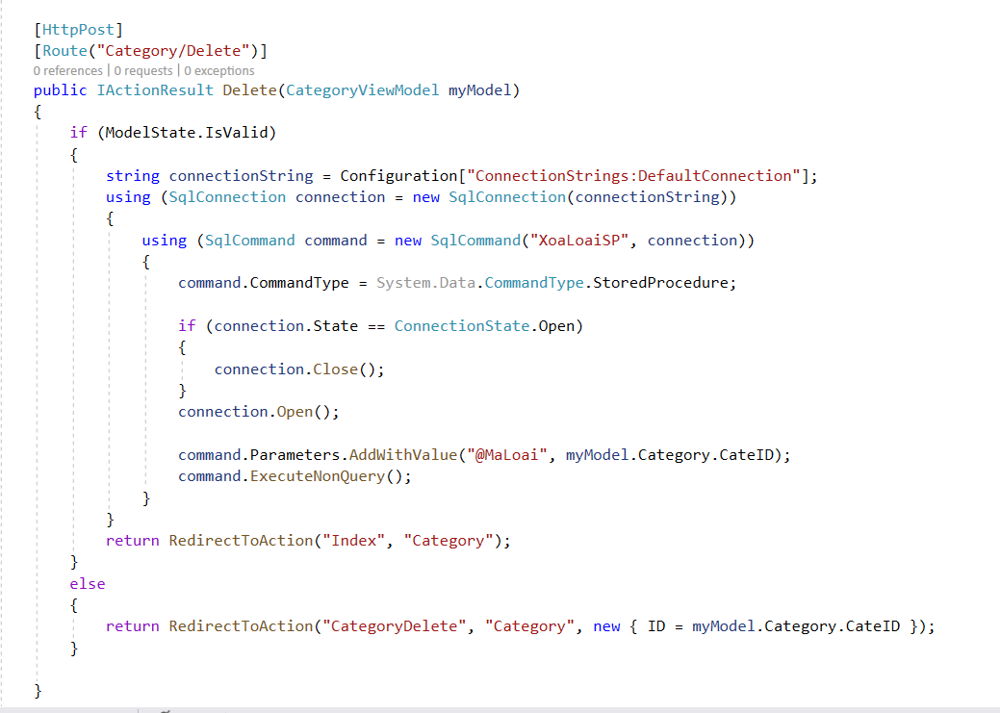 [HttpPost]
[Route("Category/Delete")]
0 references | 0 requests | 0 exceptions
public IActionResult Delete(CategoryViewModel myModel)
{
    if (ModelState.IsValid)
    {
        string connectionString = Configuration["ConnectionStrings:DefaultConnection"];
        using (SqlConnection connection = new SqlConnection(connectionString))
        {
            using (SqlCommand command = new SqlCommand("XoaLoaiSP", connection))
            {
                command.CommandType = System.Data.CommandType.StoredProcedure;

                if (connection.State == ConnectionState.Open)
                {
                    connection.Close();
                }
                connection.Open();

                command.Parameters.AddWithValue("@MaLoai", myModel.Category.CateID);
                command.ExecuteNonQuery();
            }
        }
        return RedirectToAction("Index", "Category");
    }
    else
    {
        return RedirectToAction("CategoryDelete", "Category", new { ID = myModel.Category.CateID });
    }

}